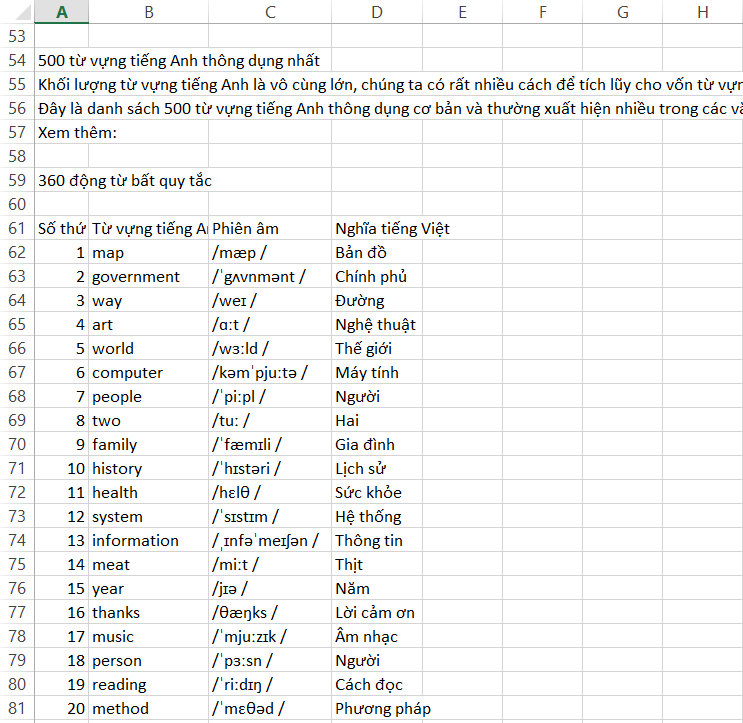 A B C D E F G H
53
54 500 từ vựng tiếng Anh thông dụng nhất
55 Khối lượng từ vựng tiếng Anh là vô cùng lớn, chúng ta có rất nhiều cách để tích lũy cho vốn từ vựn
56 Đây là danh sách 500 từ vựng tiếng Anh thông dụng cơ bản và thường xuất hiện nhiều trong các
57 Xem thêm:
58
59 360 động từ bất quy tắc
60
61 Số thứ Từ vựng tiếng Phiên âm Nghĩa tiếng Việt
62 1 map /mæp / Bản đồ
63 2 government /ˈgʌvnmənt / Chính phủ
64 3 way /weɪ / Đường
65 4 art /ɑːt / Nghệ thuật
66 5 world /wɜːld / Thế giới
67 6 computer /kəmˈpjuːtə / Máy tính
68 7 people /ˈpiːpl / Người
69 8 two /tuː / Hai
70 9 family /ˈfæmɪli / Gia đình
71 10 history /ˈhɪstəri / Lịch sử
72 11 health /hɛlθ / Sức khỏe
73 12 system /ˈsɪstɪm / Hệ thống
74 13 information /ˌɪnfəˈmeɪʃən / Thông tin
75 14 meat /miːt / Thịt
76 15 year /jɪə / Năm
77 16 thanks /θæŋks / Lời cảm ơn
78 17 music /ˈmjuːzɪk / Âm nhạc
79 18 person /ˈpɜːsn / Người
80 19 reading /ˈriːdɪŋ / Cách đọc
81 20 method /ˈmɛθəd / Phương pháp